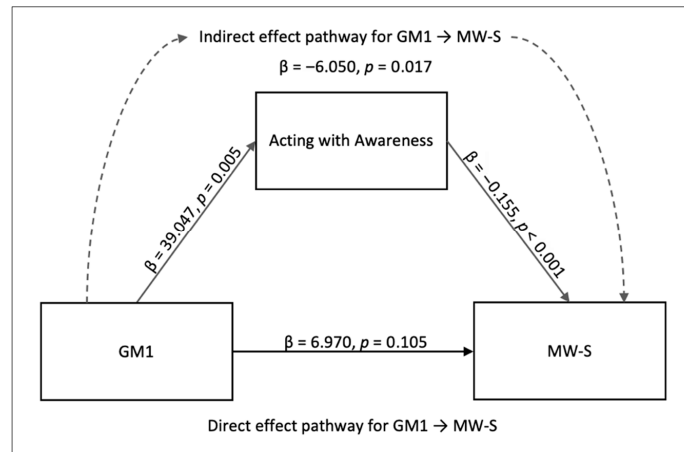 Indirect effect pathway for GM1 → MW-S
β = −6.050, p = 0.017
Acting with Awareness
β = 39.047, p = 0.005
β = −0.155, p < 0.001
GM1
β = 6.970, p = 0.105
MW-S
Direct effect pathway for GM1 → MW-S